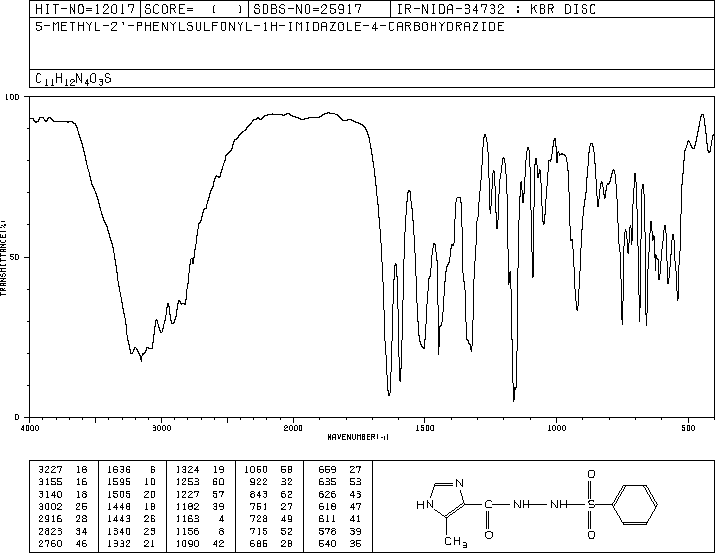 HIT-NO=12017 SCORE= ( ) SDBS-NO=25917 IR-NIDA-34732 : KBR DISC
5-METHYL-2'-PHENYLSULFONYL-1H-IMIDAZOLE-4-CARBOHYDRAZIDE
C11H12N4O3S
100
50
0
TRANSMITTANCE(%)
4000 3000 2000 1500 1000 500
WAVENUMBER(-1)
3227 18 1636 6 1324 19 1060 58 659 27
3155 16 1595 10 1253 60 922 32 635 53
3140 18 1505 20 1227 57 843 62 626 46
3002 25 1448 18 1182 39 751 27 618 47
2916 28 1443 26 1163 4 728 49 611 41
2823 34 1340 29 1156 8 715 52 578 39
2760 46 1332 21 1090 42 686 28 540 35
N
HN
CH3
C
O
NH
NH
O
S
O